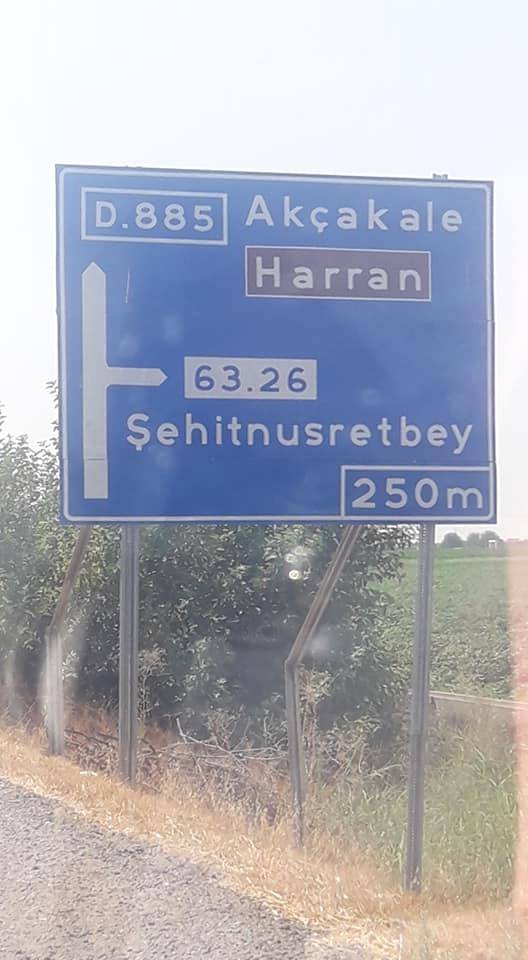 D.885 Akçakale
Harran
63.26
Şehitnusretbey
250m